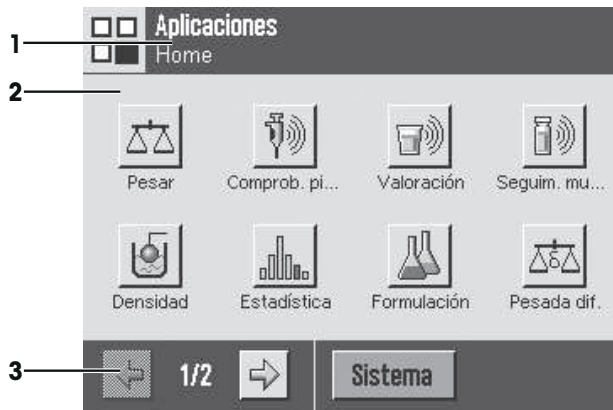 1
Aplicaciones
Home
2
Pesar
Comprob. pi...
Valoración
Seguim. mu...
δ
Densidad
Estadística
Formulación
Pesada dif.
3
1/2
Sistema